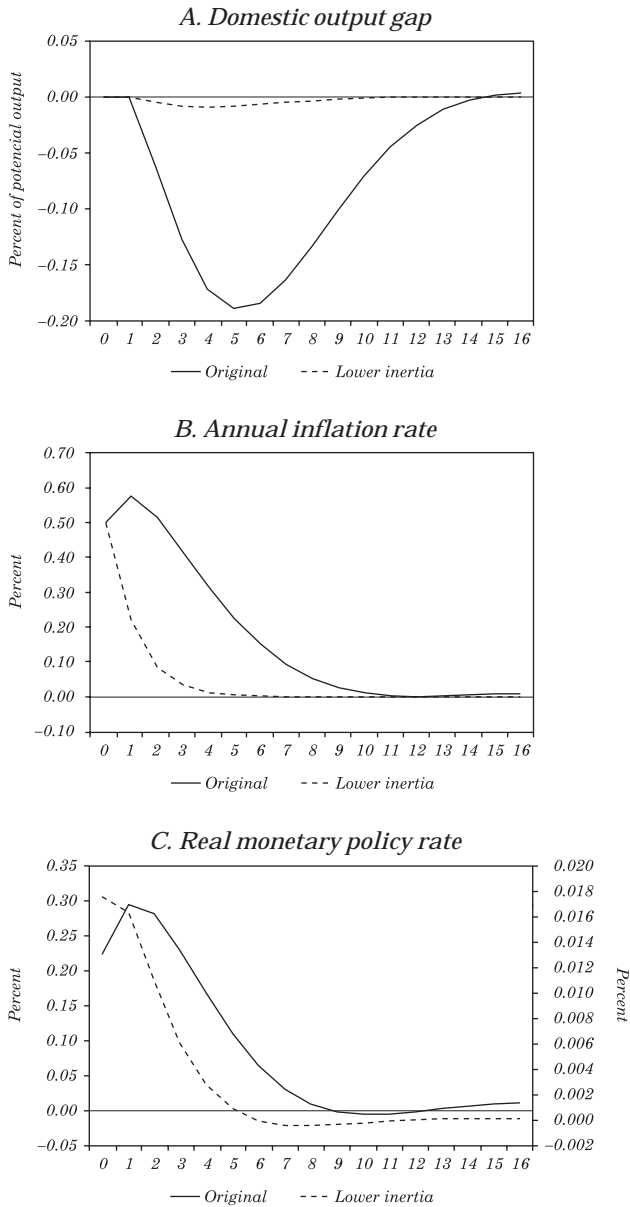 A. Domestic output gap
0.05
0.00
−0.05
−0.10
−0.15
−0.20
Percent of potencial output
0 1 2 3 4 5 6 7 8 9 10 11 12 13 14 15 16
Original Lower inertia
B. Annual inflation rate
0.70
0.60
0.50
0.40
0.30
0.20
0.10
0.00
−0.10
Percent
0 1 2 3 4 5 6 7 8 9 10 11 12 13 14 15 16
Original Lower inertia
C. Real monetary policy rate
0.35
0.30
0.25
0.20
0.15
0.10
0.05
0.00
−0.05
Percent
0.020
0.018
0.016
0.014
0.012
0.010
0.008
0.006
0.004
0.002
0.000
−0.002
Percent
0 1 2 3 4 5 6 7 8 9 10 11 12 13 14 15 16
Original Lower inertia